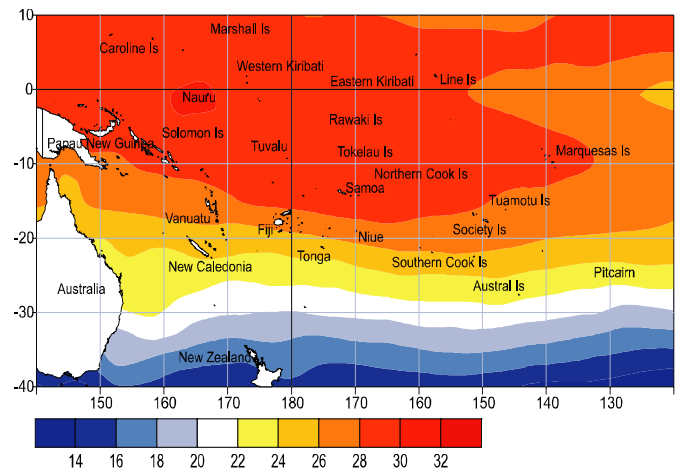 10
Marshall Is
Caroline Is
Western Kiribati
Eastern Kiribati
Line Is
0
Nauru
Rawaki Is
Solomon Is
Papau New Guinea
Tuvalu
Tokelau Is
Marquesas Is
-10
Northern Cook Is
Samoa
Tuamotu Is
Vanuatu
Fiji
Niue
Society Is
-20
Tonga
Southern Cook Is
New Caledonia
Pitcairn
Australia
Austral Is
-30
New Zealand
-40
150 160 170 180 170 160 150 140 130
14 16 18 20 22 24 26 28 30 32